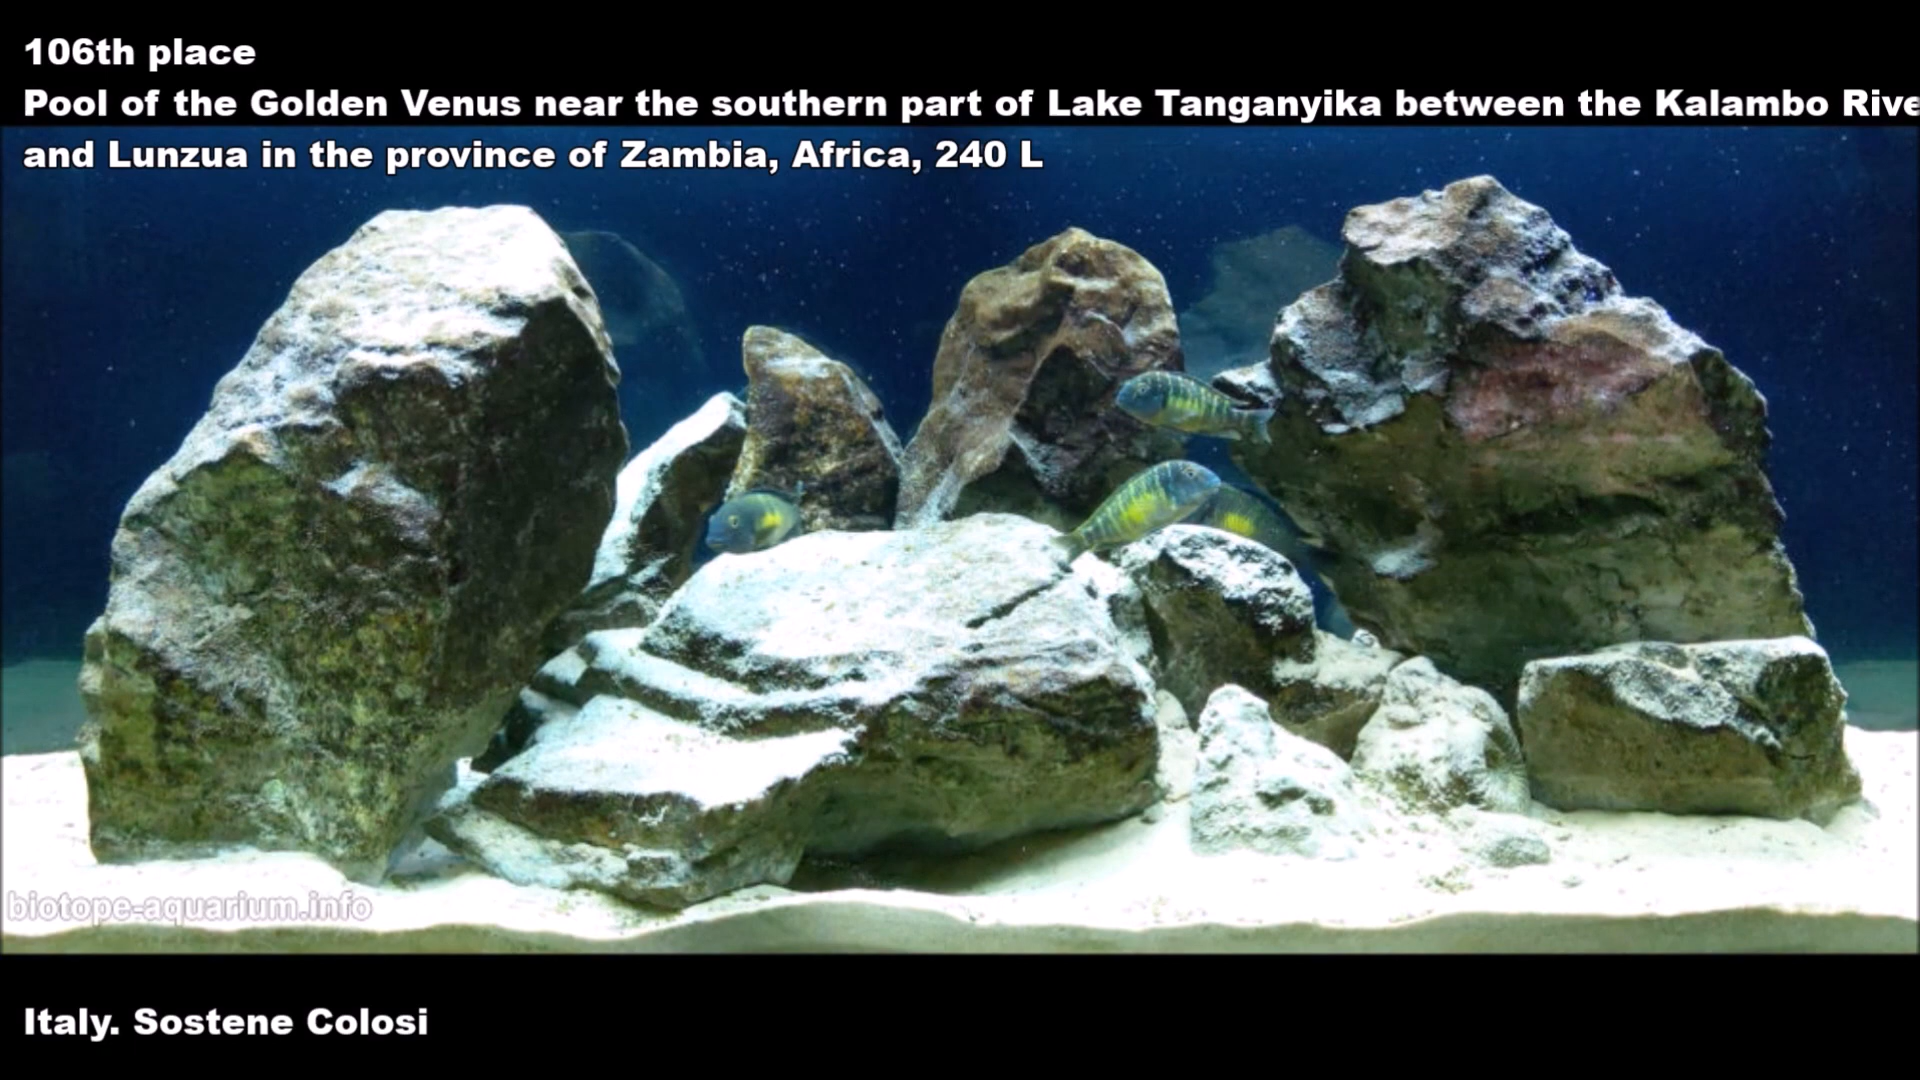 106th place
Pool of the Golden Venus near the southern part of Lake Tanganyika between the Kalambo Rive
and Lunzua in the province of Zambia, Africa, 240 L
biotope-aquarium.info
Italy. Sostene Colosi